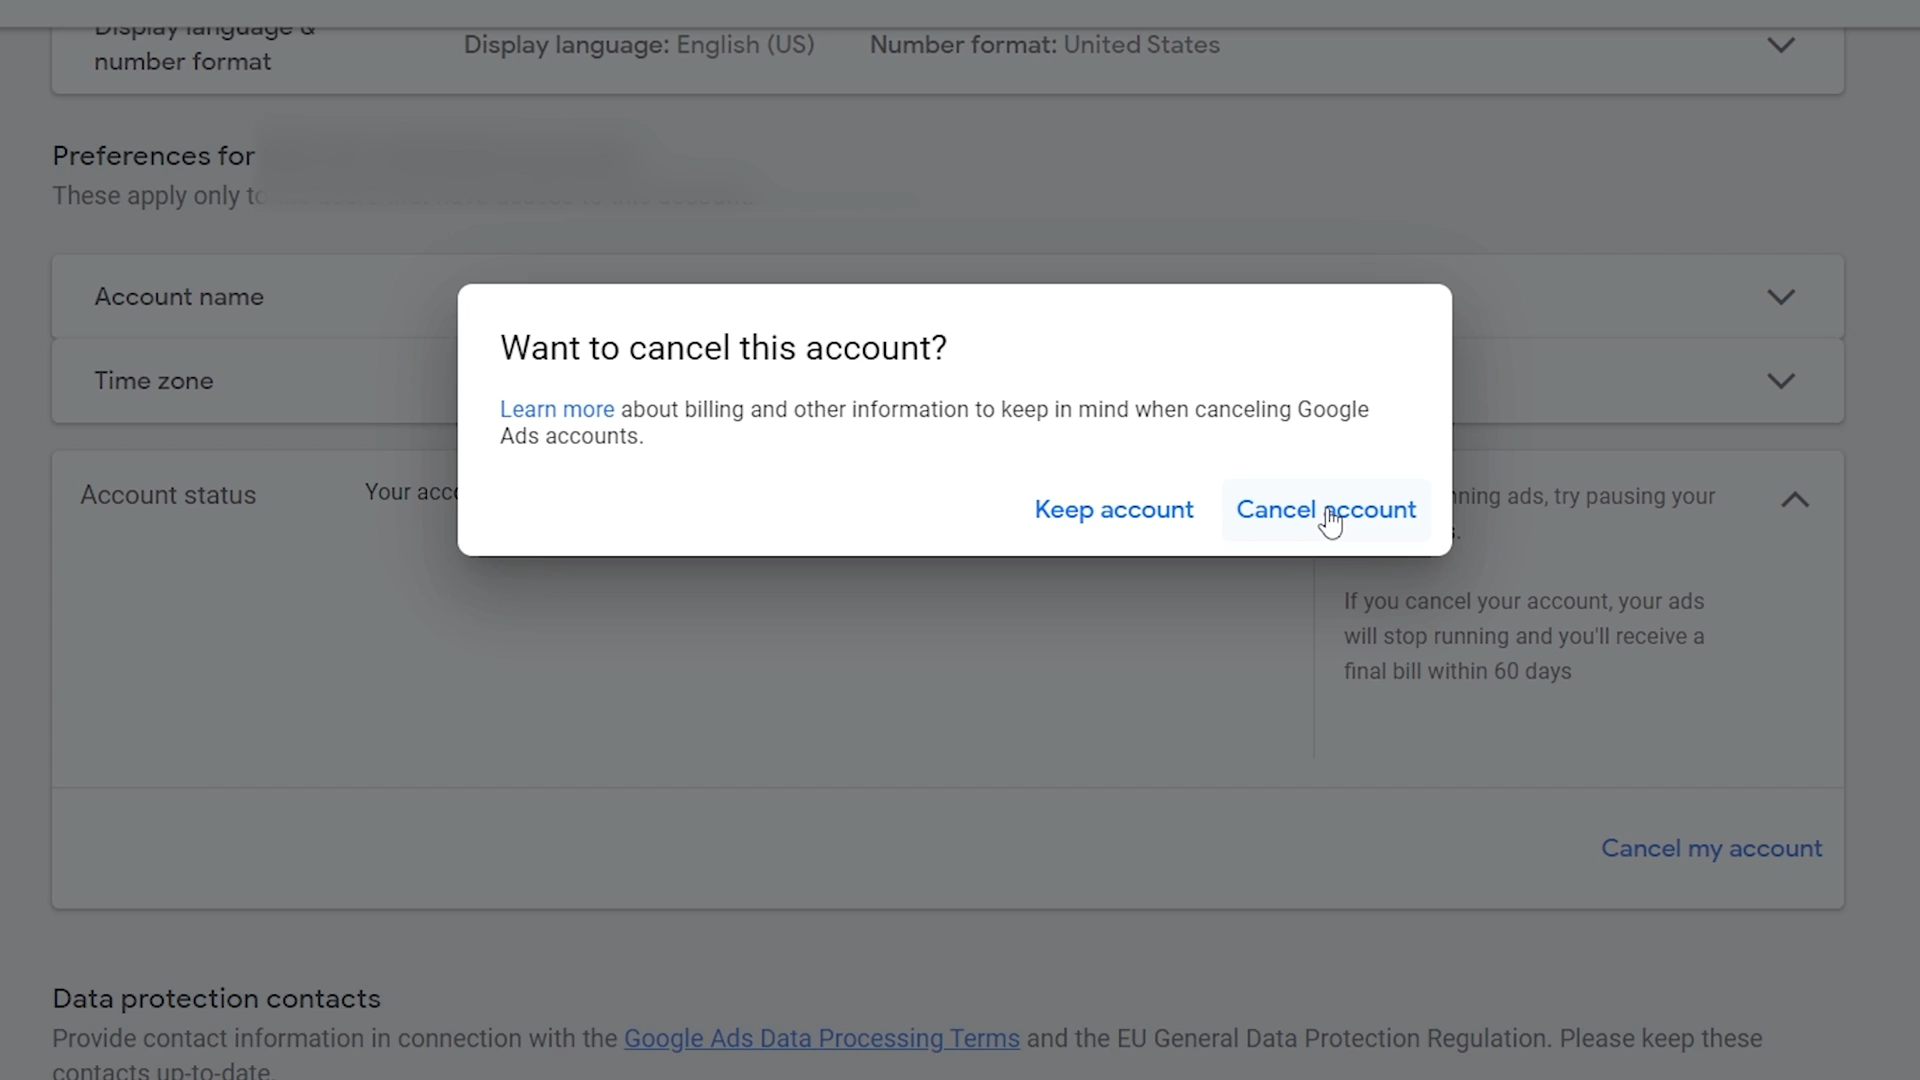 Display language &
number format
Display language: English (US)
Number format: United States
Preferences for
These apply only to
Account name
Time zone
Want to cancel this account?
Learn more about billing and other information to keep in mind when canceling Google
Ads accounts.
Keep account
Cancel account
Account status
Your
ads, try pausing your
If you cancel your account, your ads
will stop running and you'll receive a
final bill within 60 days
Cancel my account
Data protection contacts
Provide contact information in connection with the Google Ads Data Processing Terms and the EU General Data Protection Regulation. Please keep these
contacts up-to-date.